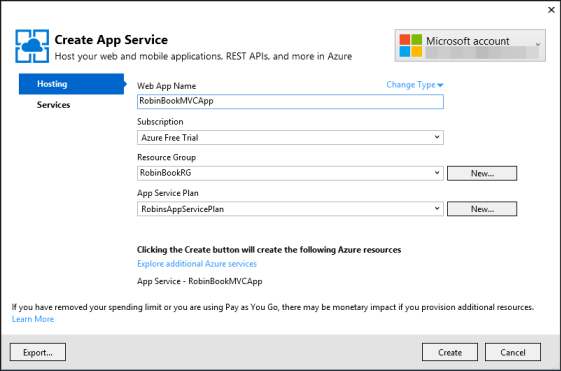 Create App Service
Host your web and mobile applications, REST APIs, and more in Azure
Microsoft account
Hosting
Services
Web App Name
Change Type
RobinBookMVCApp
Subscription
Azure Free Trial
Resource Group
RobinBookRG
New...
App Service Plan
RobinsAppServicePlan
New...
Clicking the Create button will create the following Azure resources
Explore additional Azure services
App Service - RobinBookMVCApp
If you have removed your spending limit or you are using Pay as You Go, there may be monetary impact if you provision additional resources.
Learn More
Export...
Create
Cancel